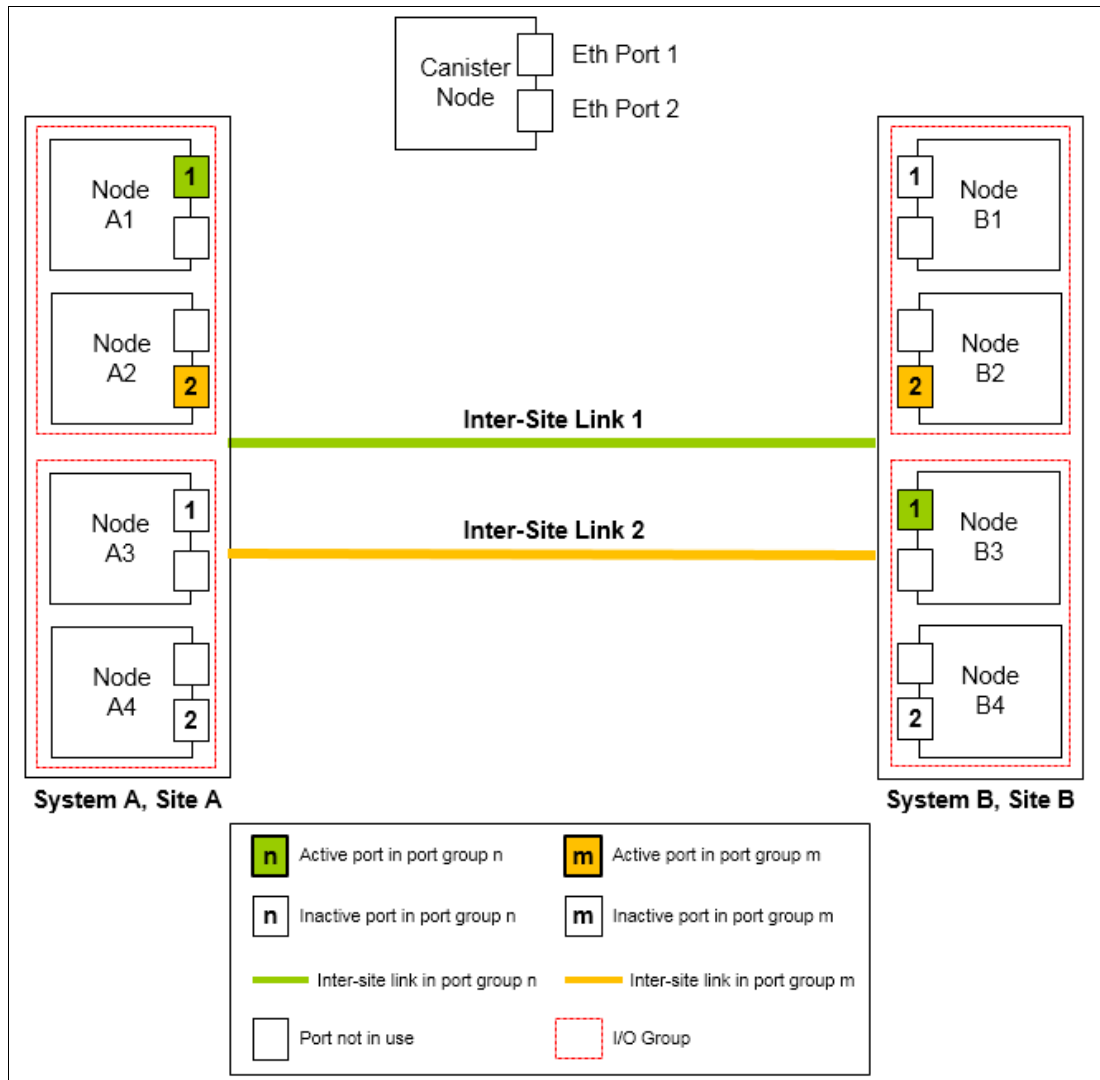 Canister
Node
Eth Port 1
Eth Port 2
Node
A1
1
Node
A2
2
Node
A3
1
Node
A4
2
System A, Site A
Inter-Site Link 1
Inter-Site Link 2
1
Node
B1
2
Node
B2
1
Node
B3
2
Node
B4
System B, Site B
n Active port in port group n
m Active port in port group m
n Inactive port in port group n
m Inactive port in port group m
Inter-site link in port group n
Inter-site link in port group m
Port not in use
I/O Group